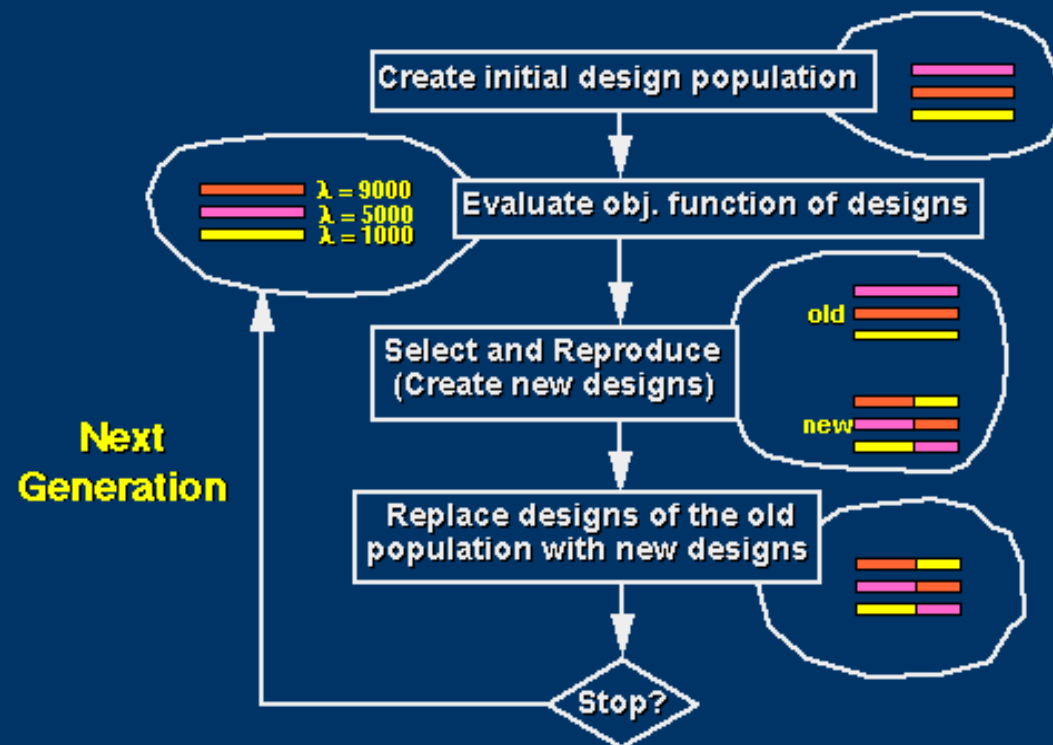 Create initial design population
λ = 9000
λ = 5000
λ = 1000
Evaluate obj. function of designs
old
Select and Reproduce
(Create new designs)
new
Next
Generation
Replace designs of the old
population with new designs
Stop?